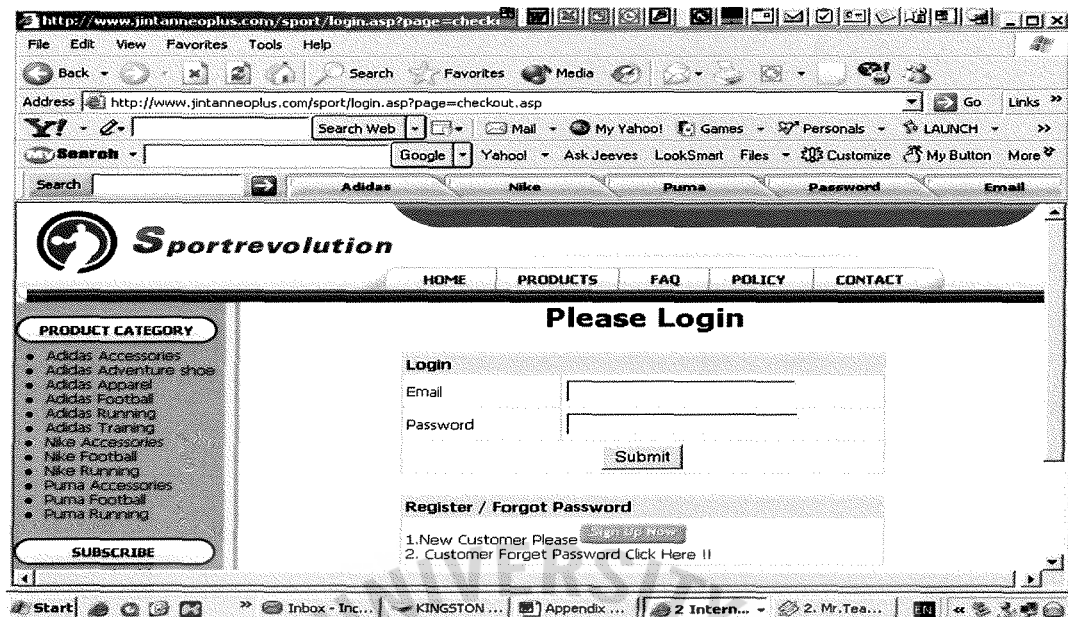 http://www.jintanneoplus.com/sport/login.asp?page=check
File Edit View Favorites Tools Help
Back Search Favorites Media
Address http://www.jintanneoplus.com/sport/login.asp?page=checkout.asp Go Links »
Y! Search Web Mail My Yahoo! Games Personals LAUNCH »
Search Google Yahoo! Ask Jeeves LookSmart Files Customize My Button More
Search Adidas Nike Puma Password Email
Sportrevolution
HOME PRODUCTS FAQ POLICY CONTACT
PRODUCT CATEGORY
Adidas Accessories
Adidas Adventure shoe
Adidas Apparel
Adidas Football
Adidas Running
Adidas Training
Nike Accessories
Nike Football
Nike Running
Puma Accessories
Puma Football
Puma Running
SUBSCRIBE
Please Login
Login
Email
Password
Submit
Register / Forgot Password
1.New Customer Please Sign Up Now
2. Customer Forget Password Click Here !!
UNIVERSITY
Start » Inbox - Inc... KINGSTON ... Appendix ... 2 Intern... 2. Mr.Tea... EN «